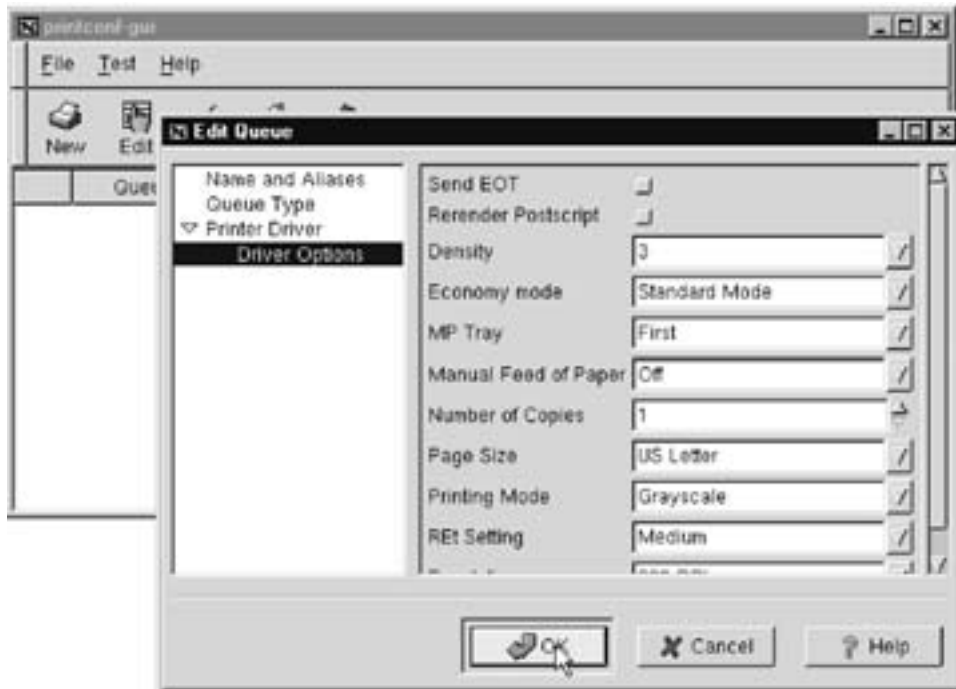 printconf-gui
File Test Help
New Edit
Edit Queue
Name and Aliases
Queue Type
Printer Driver
Driver Options
Send EOT
Rerender Postscript
Density 3
Economy mode Standard Mode
MP Tray First
Manual Feed of Paper Off
Number of Copies 1
Page Size US Letter
Printing Mode Grayscale
REt Setting Medium
OK Cancel Help